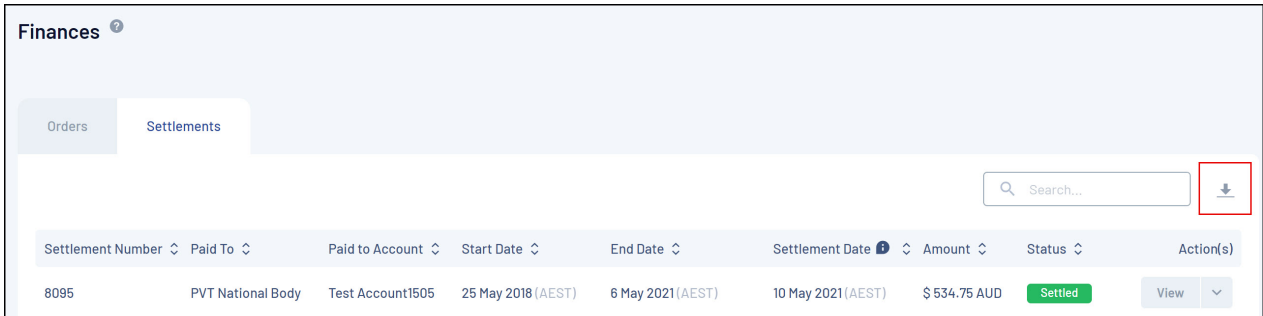 Finances
Orders Settlements
Search...
Settlement Number Paid To Paid to Account Start Date End Date Settlement Date Amount Status Action(s)
8095 PVT National Body Test Account1505 25 May 2018 (AEST) 6 May 2021 (AEST) 10 May 2021 (AEST) $ 534.75 AUD Settled View